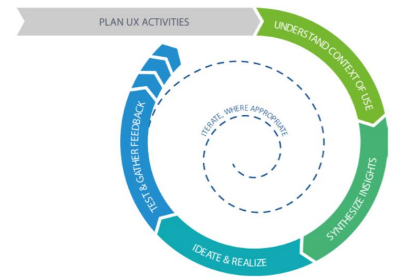 PLAN UX ACTIVITIES
UNDERSTAND CONTEXT OF USE
SYNTHESIZE INSIGHTS
IDEATE & REALIZE
TEST & GATHER FEEDBACK
ITERATE, WHERE APPROPRIATE